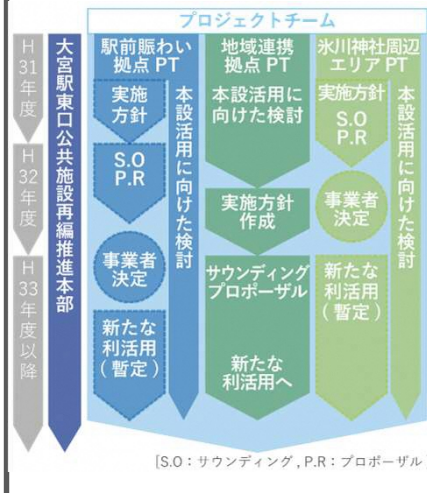 プロジェクトチーム
H31年度
H32年度
H33年度以降
大宮駅東口公共施設再編推進本部
駅前賑わい
拠点 PT
実施
方針
S.O
P.R
事業者
決定
新たな
利活用
(暫定)
本設活用に向けた検討
地域連携
拠点 PT
本設活用に
向けた検討
実施方針
作成
サウンディング
プロポーザル
新たな
利活用へ
氷川神社周辺
エリア PT
実施方針
S.O
P.R
事業者
決定
新たな
利活用
(暫定)
本設活用に向けた検討
[S.O:サウンディング, P.R:プロポーザル]